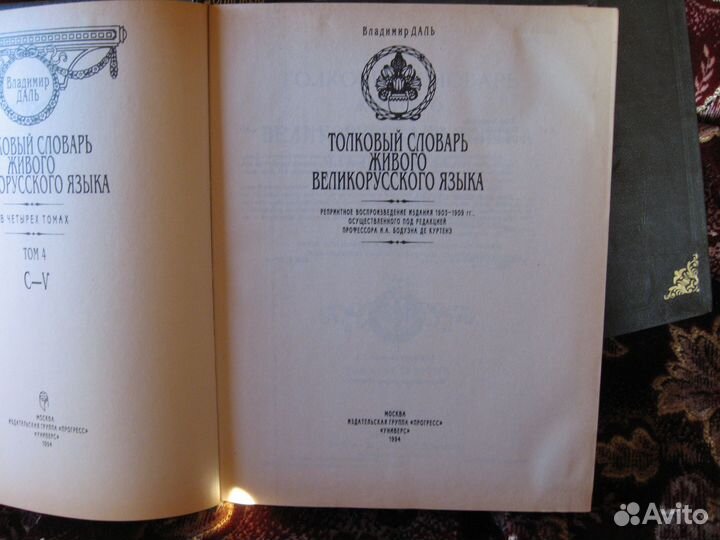 Владимир
ДАЛЬ
КОВЫЙ СЛОВАРЬ
ЖИВОГО
ОРУССКОГО ЯЗЫКА
В ЧЕТЫРЕХ ТОМАХ
ТОМ 4
С—V
МОСКВА
ИЗДАТЕЛЬСКАЯ ГРУППА «ПРОГРЕСС»
«УНИВЕРС»
1994
Владимир ДАЛЬ
ТОЛКОВЫЙ СЛОВАРЬ
ЖИВОГО
ВЕЛИКОРУССКОГО ЯЗЫКА
РЕПРИНТНОЕ ВОСПРОИЗВЕДЕНИЕ ИЗДАНИЯ 1903–1909 гг.,
ОСУЩЕСТВЛЕННОГО ПОД РЕДАКЦИЕЙ
ПРОФЕССОРА И.А. БОДУЭНА ДЕ КУРТЕНЭ
МОСКВА
ИЗДАТЕЛЬСКАЯ ГРУППА «ПРОГРЕСС»
«УНИВЕРС»
1994
Avito